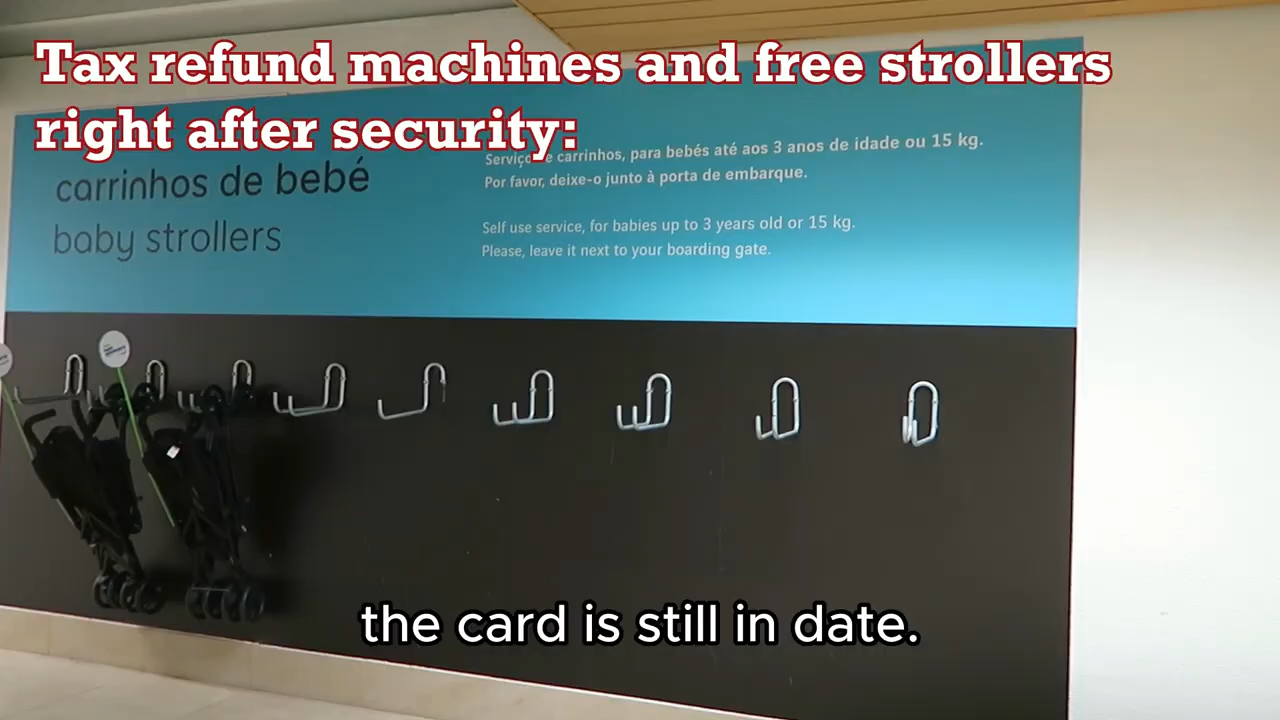 Tax refund machines and free strollers
right after security:
carrinhos de bebé
baby strollers
carrinhos, para bebés até aos 3 anos de idade ou 15 kg.
Por favor, deixe-o junto à porta de embarque.
Self use service, for babies up to 3 years old or 15 kg.
Please, leave it next to your boarding gate.
the card is still in date.